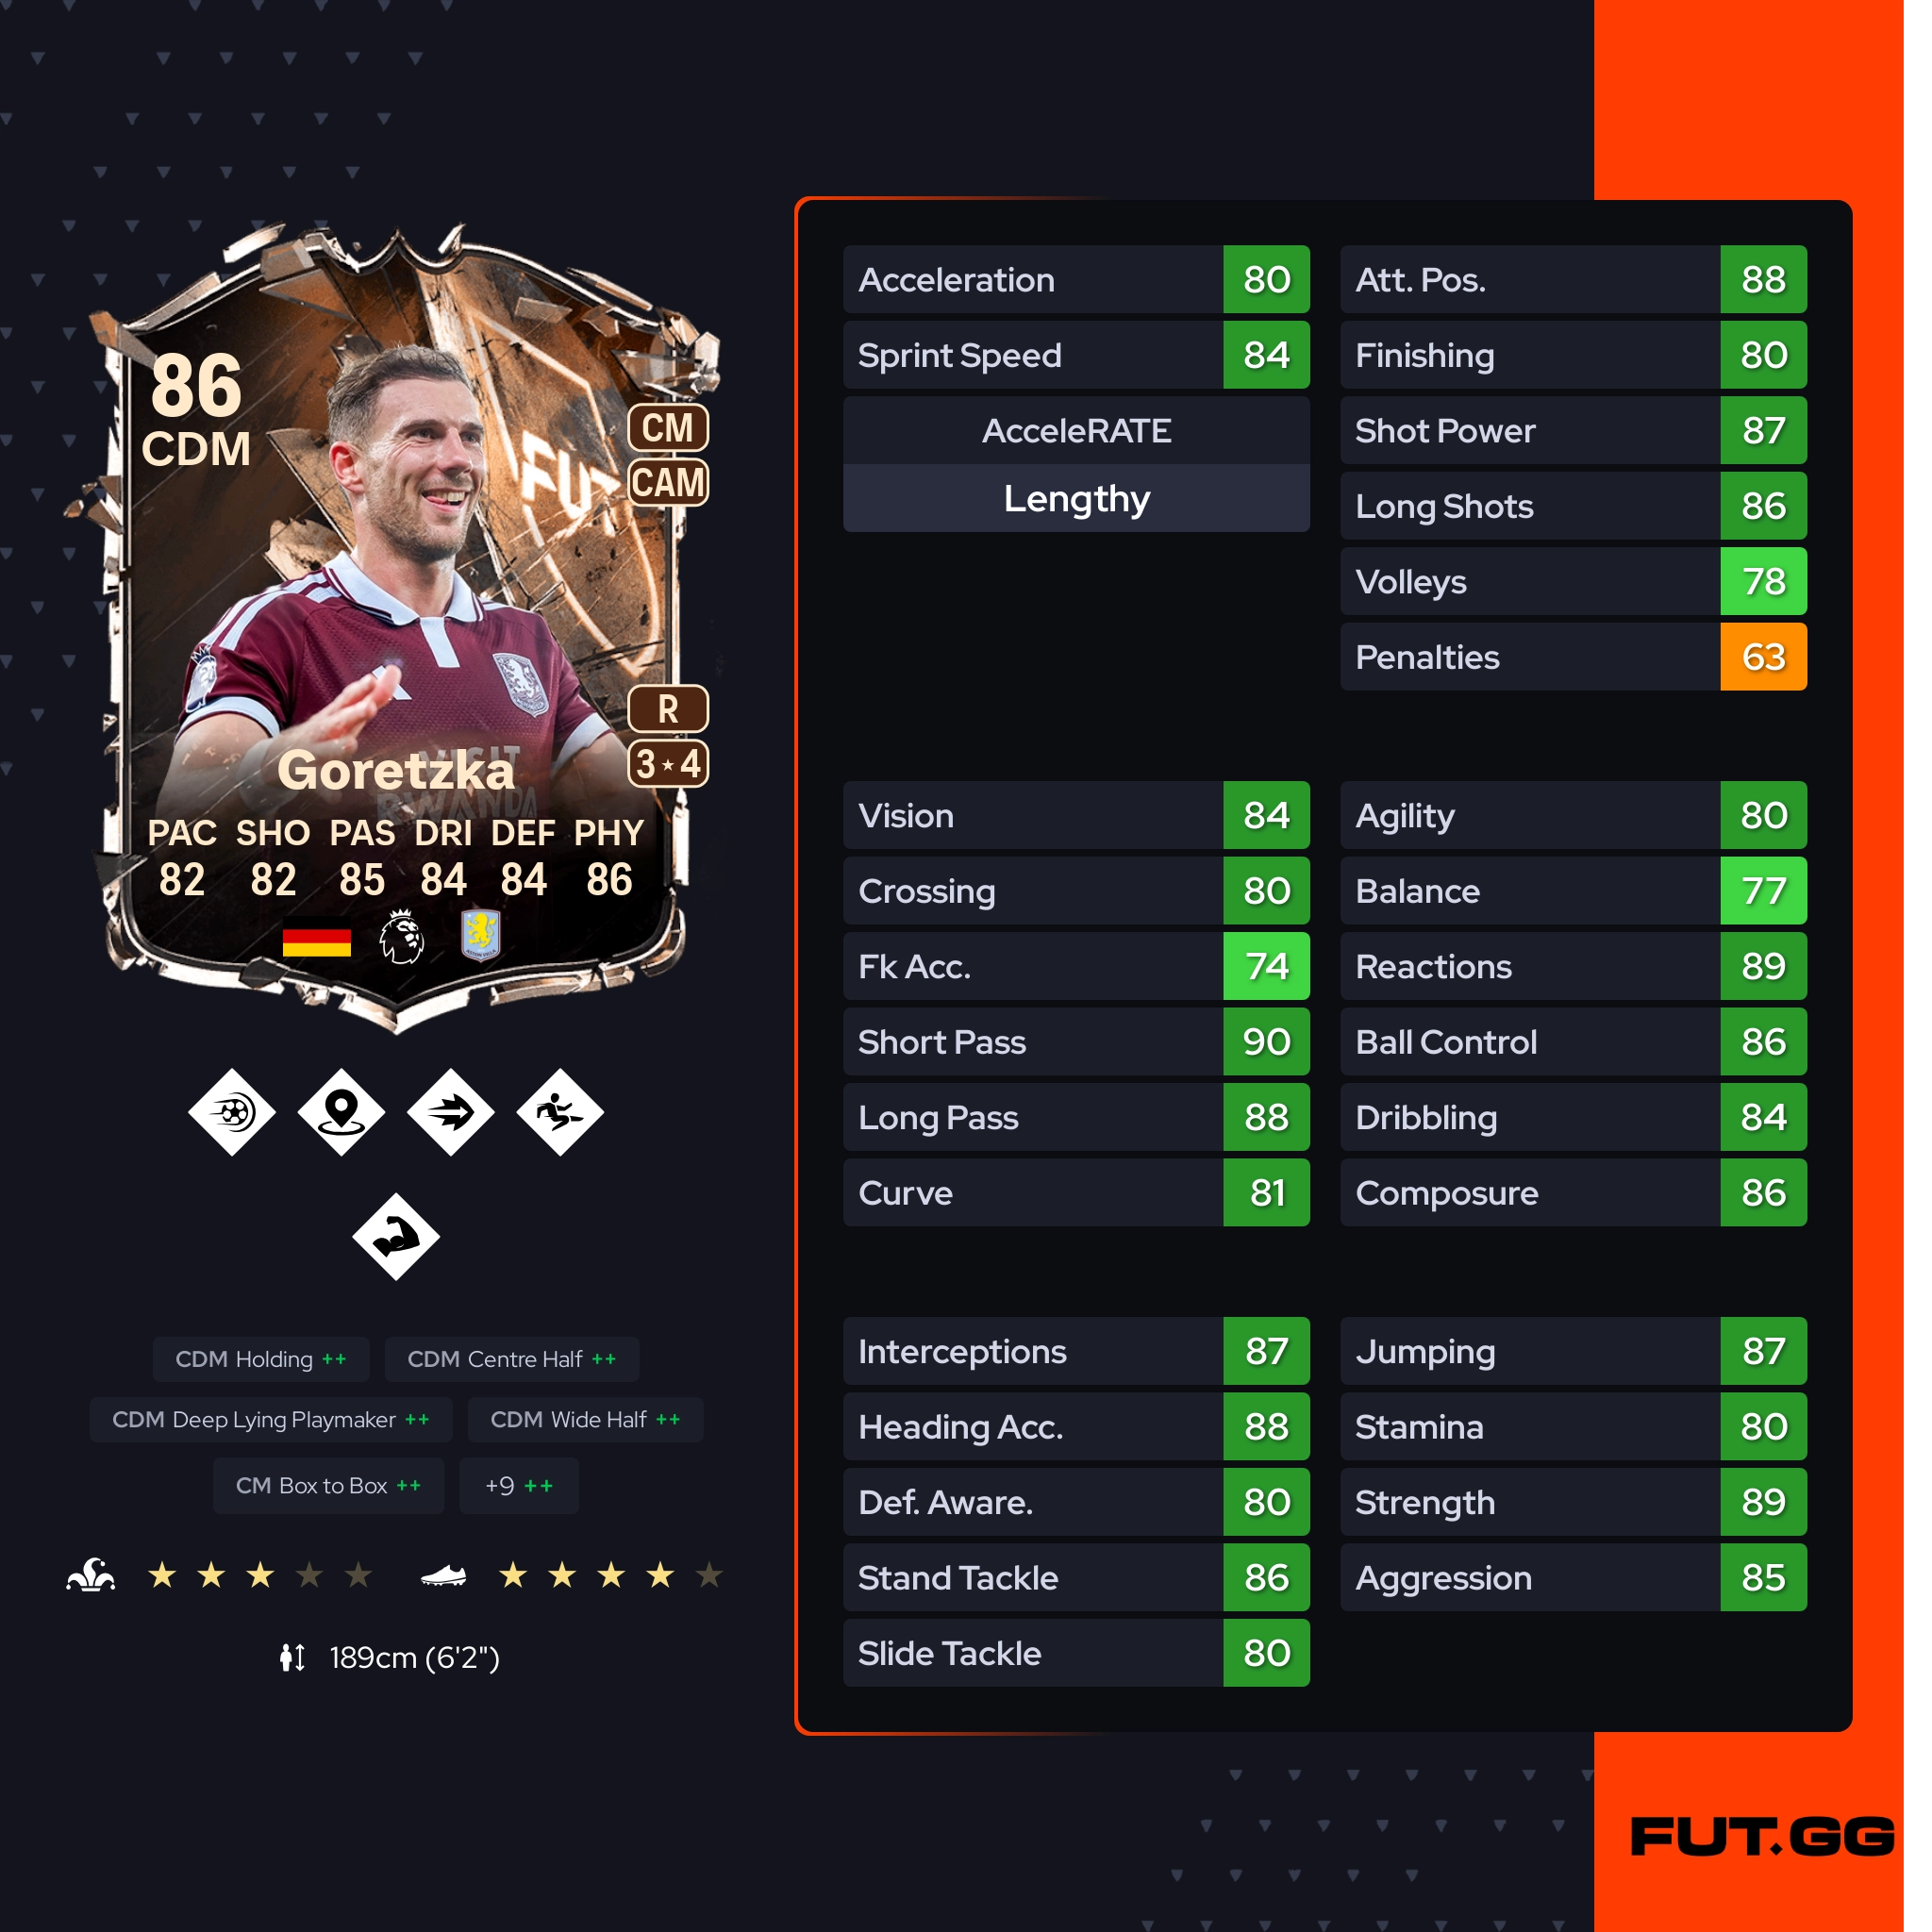 86
CDM
CM
CAM
FUT
R
3★4
VISIT
RWANDA
Goretzka
PAC SHO PAS DRI DEF PHY
82 82 85 84 84 86
CDM Holding ++
CDM Centre Half ++
CDM Deep Lying Playmaker ++
CDM Wide Half ++
CM Box to Box ++
+9 ++
189cm (6'2")
Acceleration 80
Sprint Speed 84
AcceleRATE
Lengthy
Att. Pos. 88
Finishing 80
Shot Power 87
Long Shots 86
Volleys 78
Penalties 63
Vision 84
Crossing 80
Fk Acc. 74
Short Pass 90
Long Pass 88
Curve 81
Agility 80
Balance 77
Reactions 89
Ball Control 86
Dribbling 84
Composure 86
Interceptions 87
Heading Acc. 88
Def. Aware. 80
Stand Tackle 86
Slide Tackle 80
Jumping 87
Stamina 80
Strength 89
Aggression 85
FUT.GG